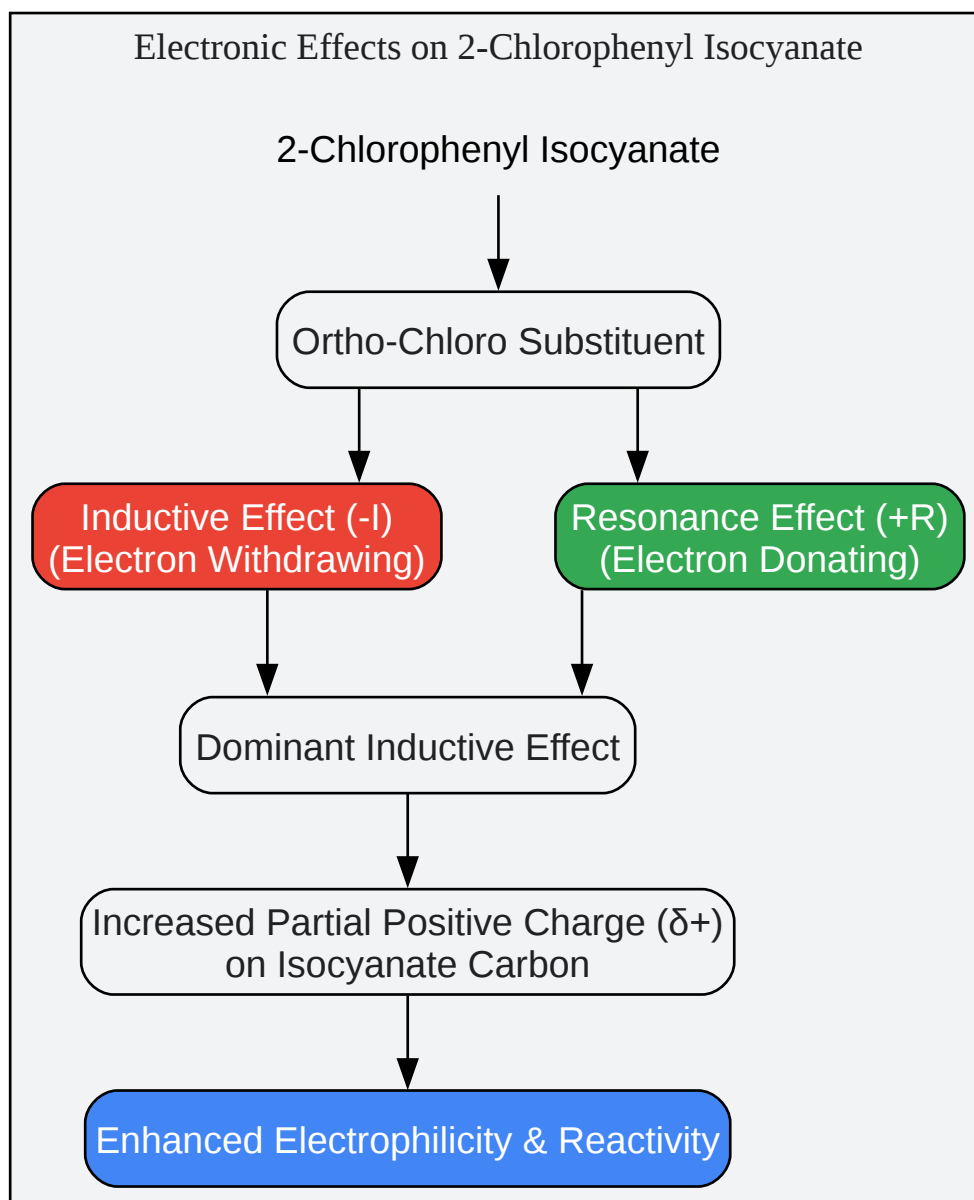 Electronic Effects on 2-Chlorophenyl Isocyanate
2-Chlorophenyl Isocyanate
Ortho-Chloro Substituent
Inductive Effect (-I)
(Electron Withdrawing)
Resonance Effect (+R)
(Electron Donating)
Dominant Inductive Effect
Increased Partial Positive Charge (δ+)
on Isocyanate Carbon
Enhanced Electrophilicity & Reactivity